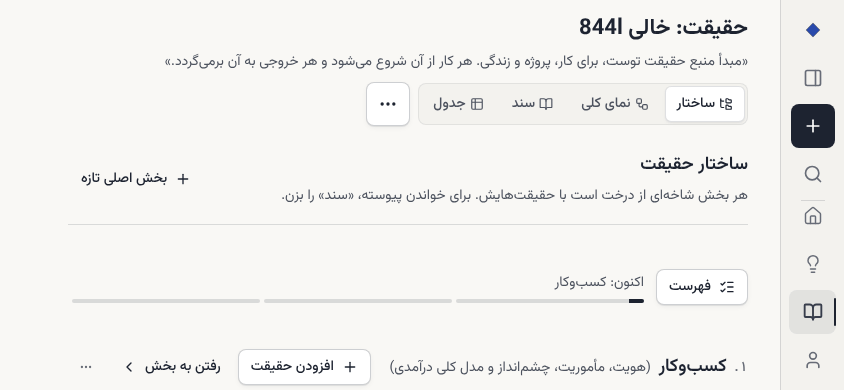 حقیقت: خالی 844l
«مبدأ منبع حقیقت توست، برای کار، پروژه و زندگی. هر کار از آن شروع می‌شود و هر خروجی به آن برمی‌گردد.»
ساختار نمای کلی سند جدول
ساختار حقیقت
بخش اصلی تازه
هر بخش شاخه‌ای از درخت است با حقیقت‌هایش. برای خواندن پیوسته، «سند» را بزن.
فهرست
اکنون: کسب‌وکار
۱. کسب‌وکار (هویت، مأموریت، چشم‌انداز و مدل کلی درآمدی) افزودن حقیقت رفتن به بخش